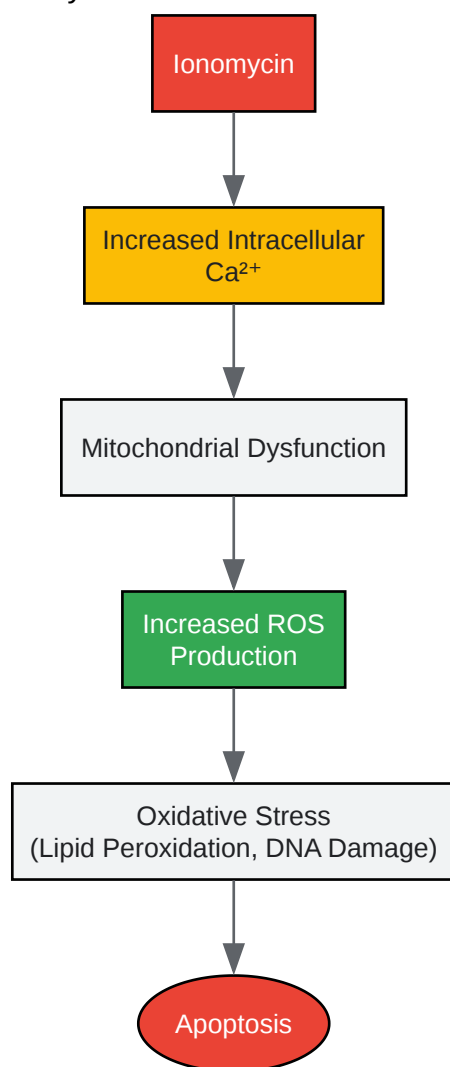 Ionomycin
Increased Intracellular
Ca²⁺
Mitochondrial Dysfunction
Increased ROS
Production
Oxidative Stress
(Lipid Peroxidation, DNA Damage)
Apoptosis